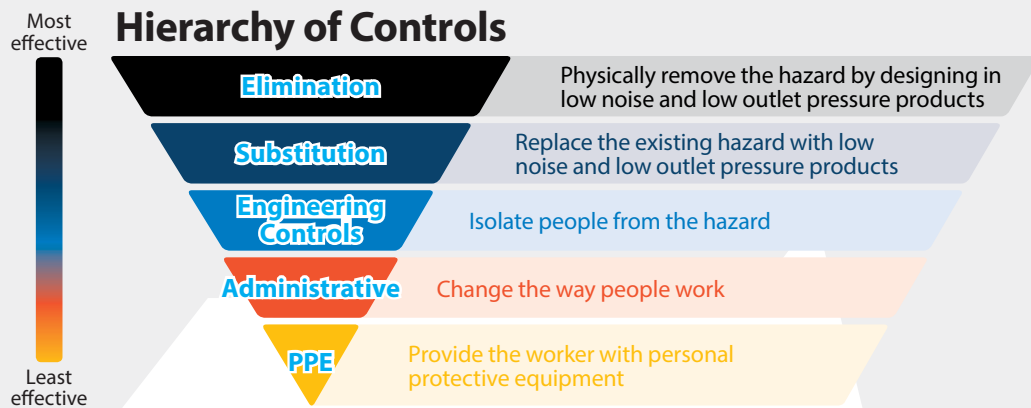 Most
effective
Hierarchy of Controls
Elimination
Physically remove the hazard by designing in
low noise and low outlet pressure products
Substitution
Replace the existing hazard with low
noise and low outlet pressure products
Engineering
Controls
Isolate people from the hazard
Administrative
Change the way people work
PPE
Provide the worker with personal
protective equipment
Least
effective